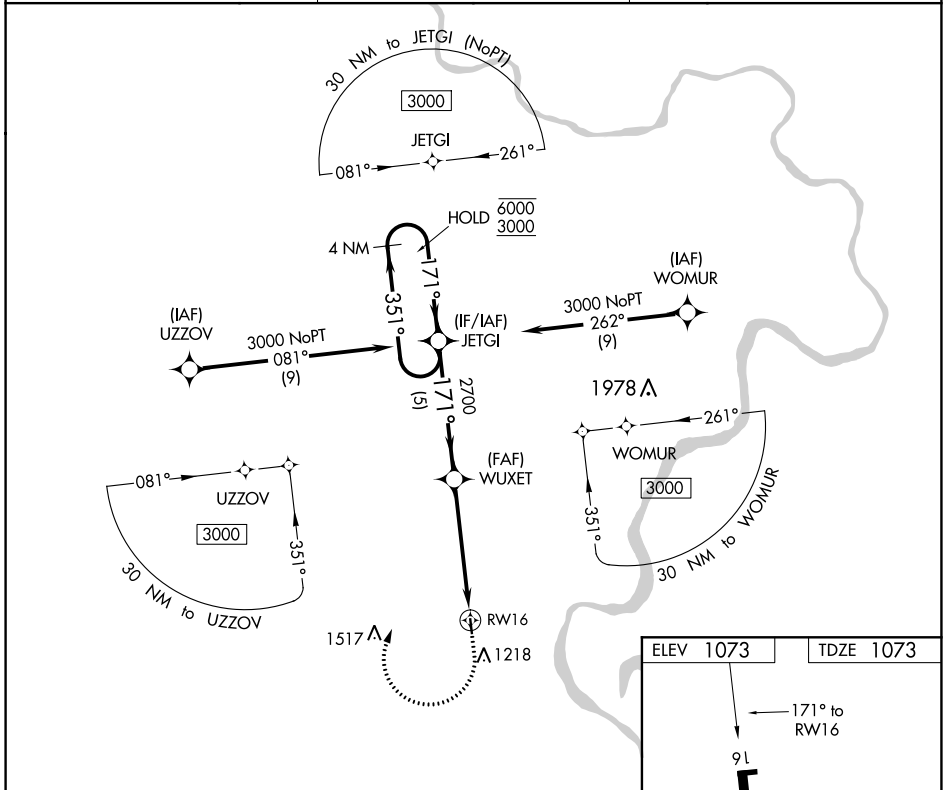 30 NM to JETGI (NoPT)
3000
JETGI
081°
261°
HOLD 6000
3000
4 NM
171°
351°
(IAF)
WOMUR
3000 NoPT
262°
(9)
(IAF)
UZZOV
3000 NoPT
081°
(9)
(IF/IAF)
JETGI
2700
171°
(5)
1978
261°
WOMUR
3000
351°
30 NM to WOMUR
(FAF)
WUXET
081°
UZZOV
3000
351°
30 NM to UZZOV
RW16
1517
1218
ELEV 1073
TDZE 1073
171° to
RW16
16